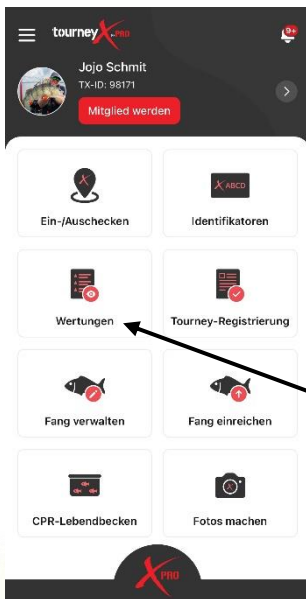 tourneyX-PRO
9+
Jojo Schmit
TX-ID: 98171
Mitglied werden
X ABCD
Ein-/Auschecken
Identifikatoren
Wertungen
Tourney-Registrierung
Fang verwalten
Fang einreichen
CPR-Lebendbecken
Fotos machen
X PRO